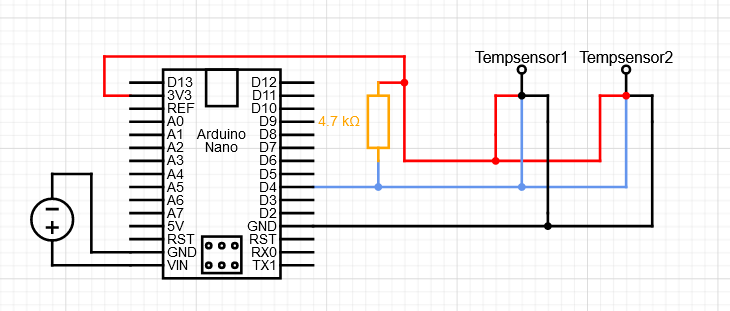 Tempsensor1 Tempsensor2
D13 D12
3V3 D11
REF D10
A0 D9
4.7 kΩ
A1 Arduino D8
A2 Nano D7
A3 D6
A4 D5
A5 D4
A6 D3
A7 D2
5V GND
RST RST
GND RX0
VIN TX1